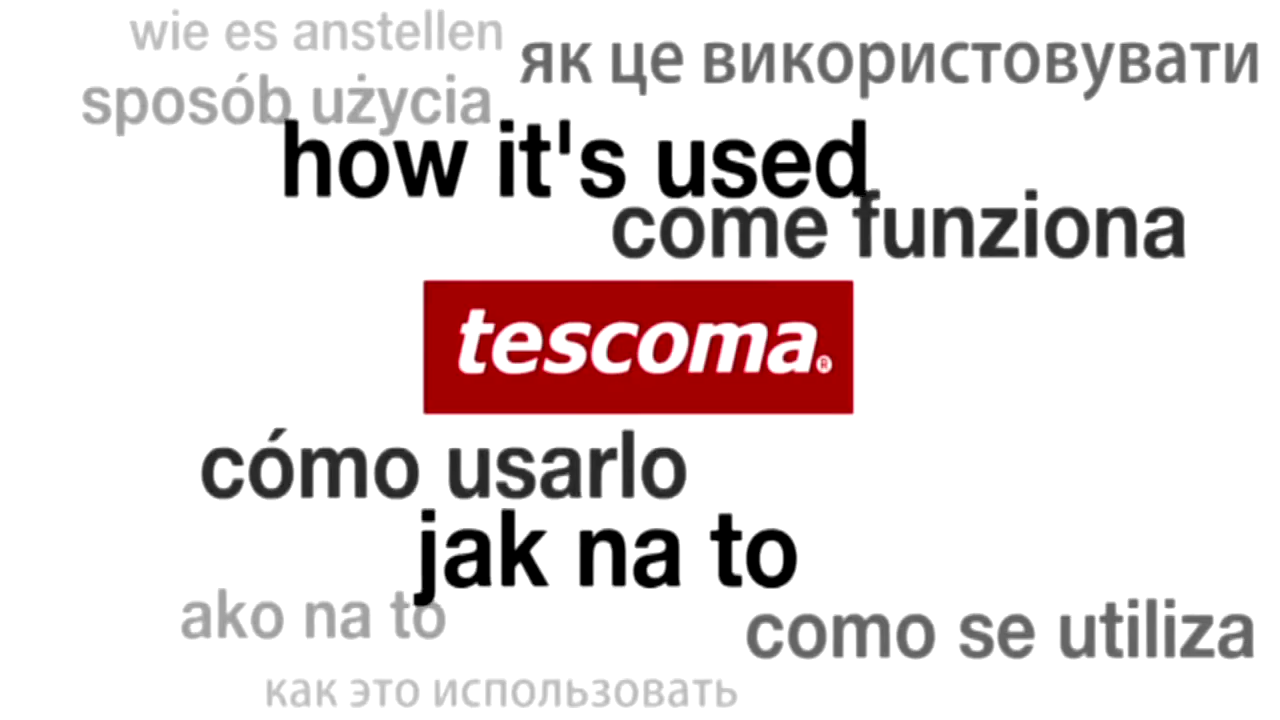 wie es anstellen
як це використовувати
sposób użycia
how it's used
come funziona
tescoma®
cómo usarlo
jak na to
ako na to
como se utiliza
как это использовать